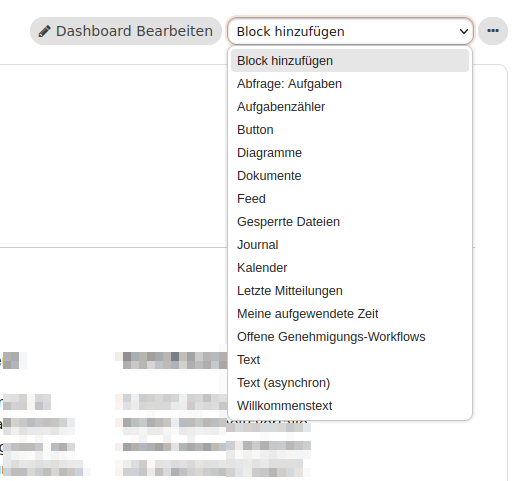 Dashboard Bearbeiten
Block hinzufügen
Block hinzufügen
Abfrage: Aufgaben
Aufgabenzähler
Button
Diagramme
Dokumente
Feed
Gesperrte Dateien
Journal
Kalender
Letzte Mitteilungen
Meine aufgewendete Zeit
Offene Genehmigungs-Workflows
Text
Text (asynchron)
Willkommenstext